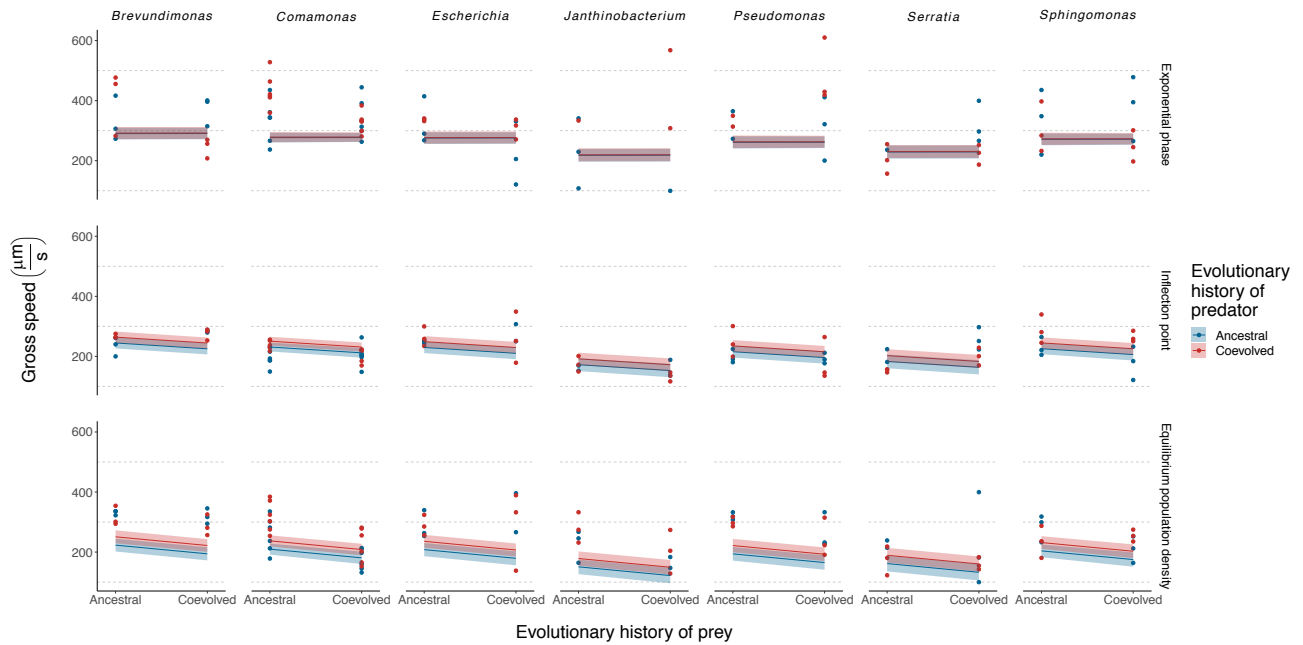 Brevundimonas Comamonas Escherichia Janthinobacterium Pseudomonas Serratia Sphingomonas
600
400
200
Exponential phase
600
400
200
Inflection point
600
400
200
Equilibrium population density
Gross speed (μm/s)
Ancestral Coevolved Ancestral Coevolved Ancestral Coevolved Ancestral Coevolved Ancestral Coevolved Ancestral Coevolved Ancestral Coevolved
Evolutionary history of prey
Evolutionary
history of
predator
Ancestral
Coevolved